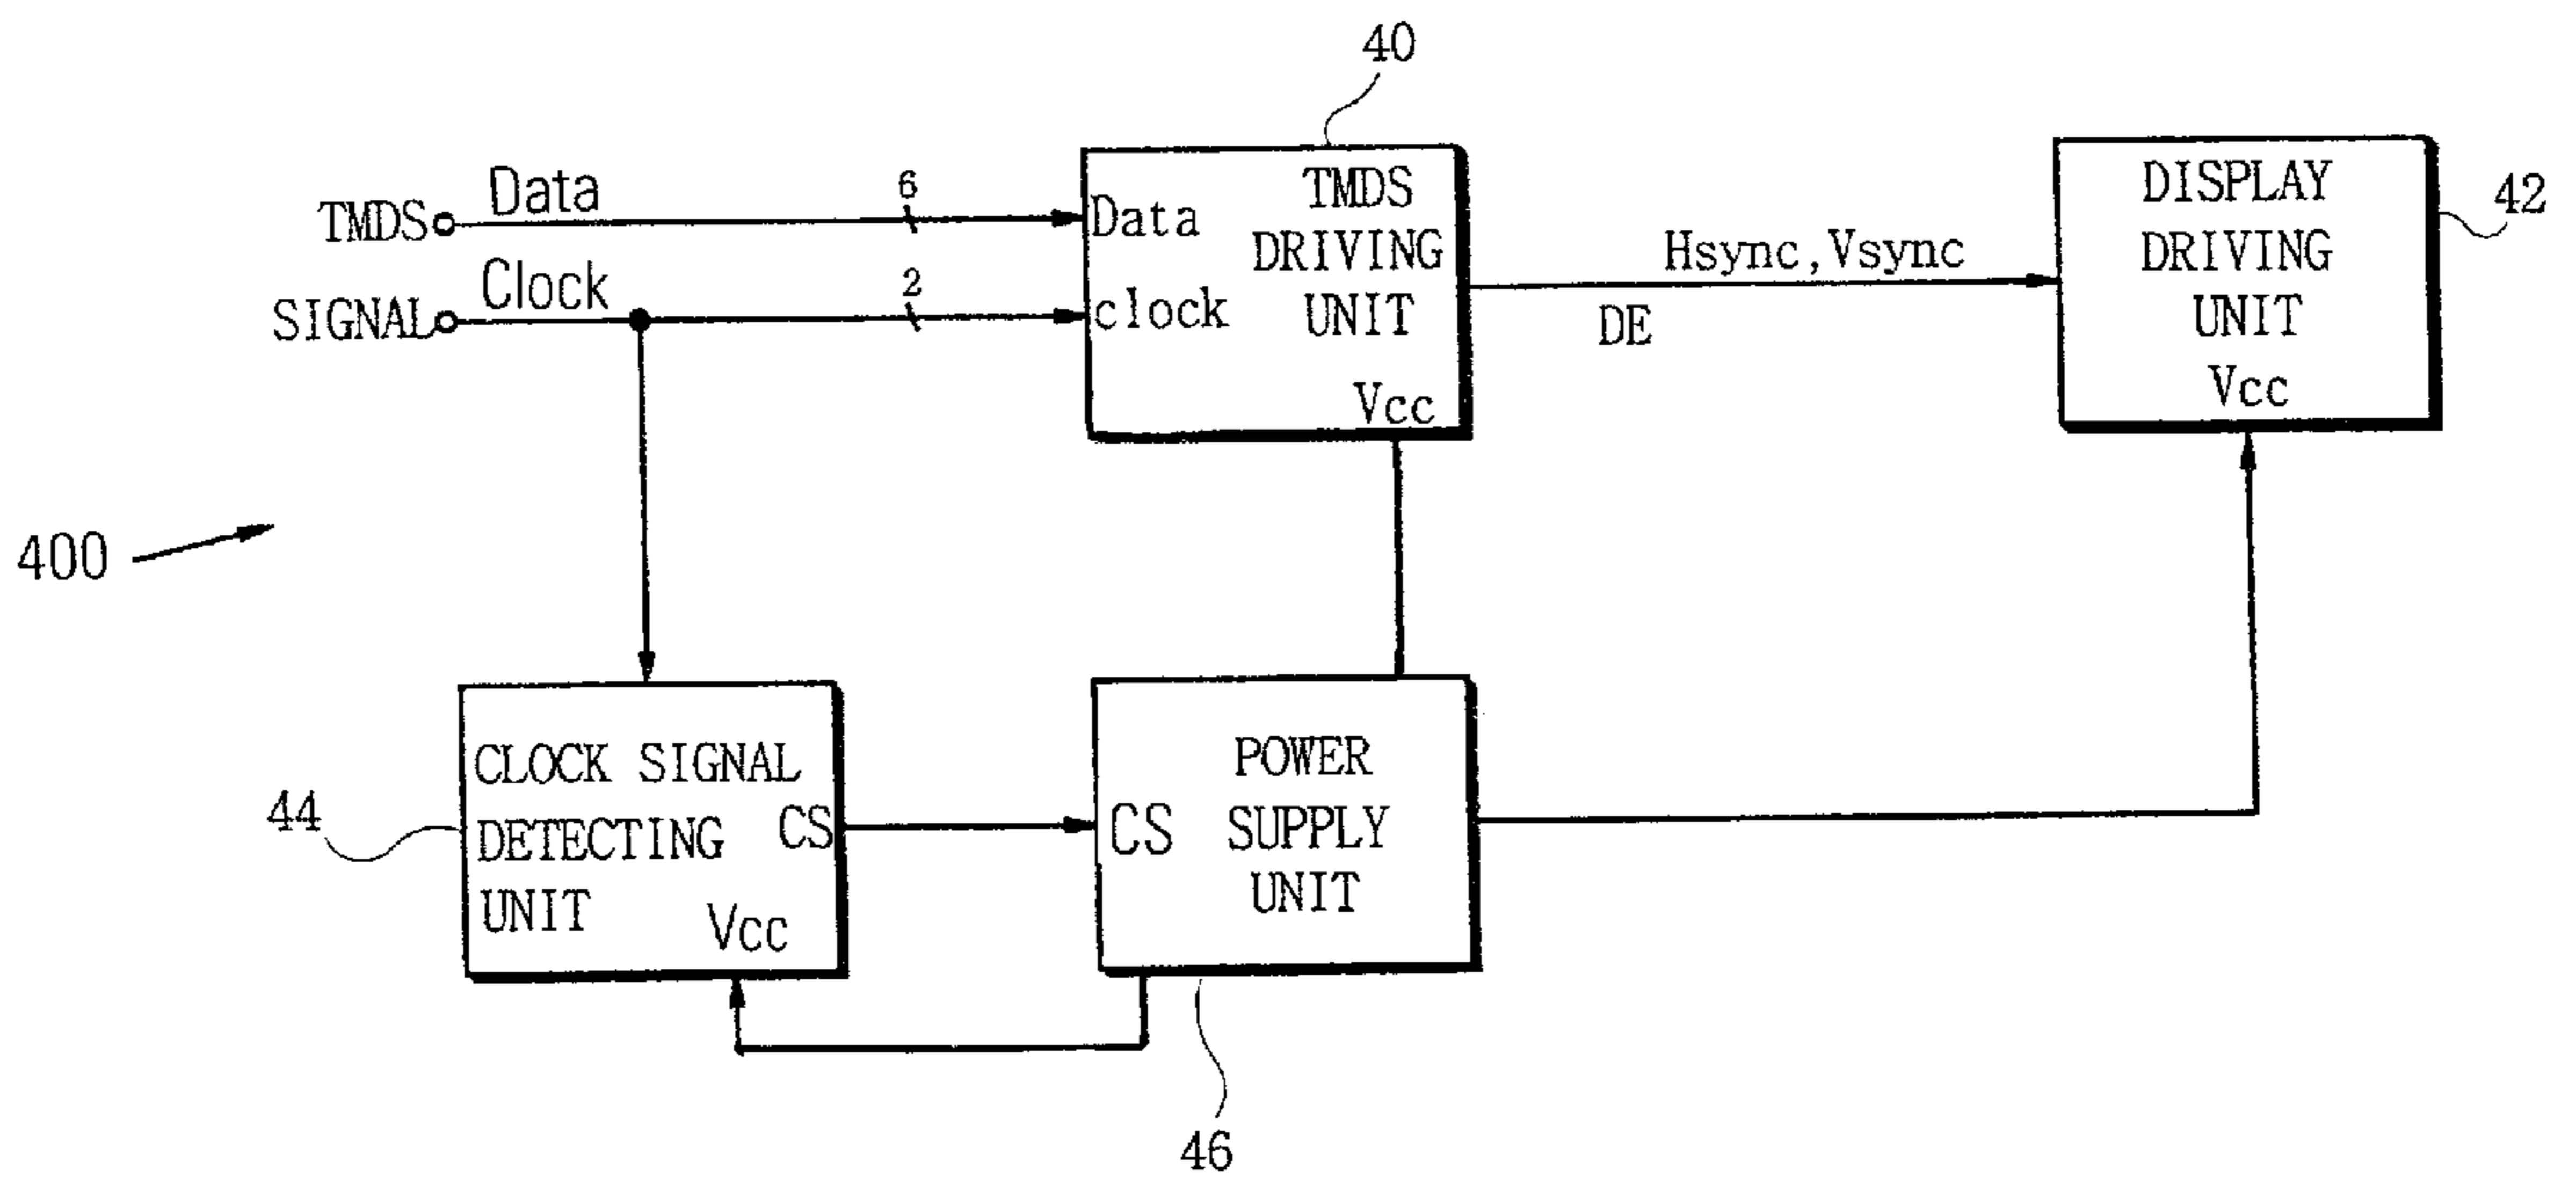 40
TMDS
Data
6
Data
TMDS
DRIVING
UNIT
Vcc
SIGNAL
Clock
2
clock
Hsync,Vsync
DE
DISPLAY
DRIVING
UNIT
Vcc
42
400
44
CLOCK SIGNAL
DETECTING
UNIT
CS
Vcc
CS
POWER
SUPPLY
UNIT
46